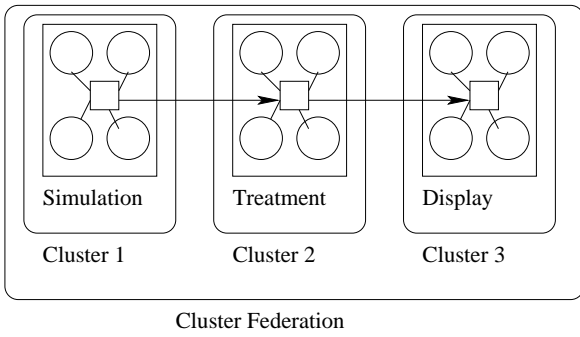 Simulation Treatment Display
Cluster 1 Cluster 2 Cluster 3
Cluster Federation